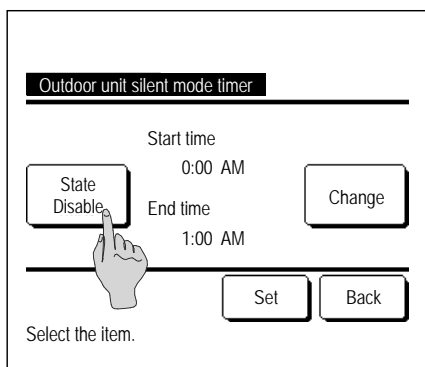 Outdoor unit silent mode timer
Start time
0:00 AM
State
Disable
End time
1:00 AM
Change
Set
Back
Select the item.